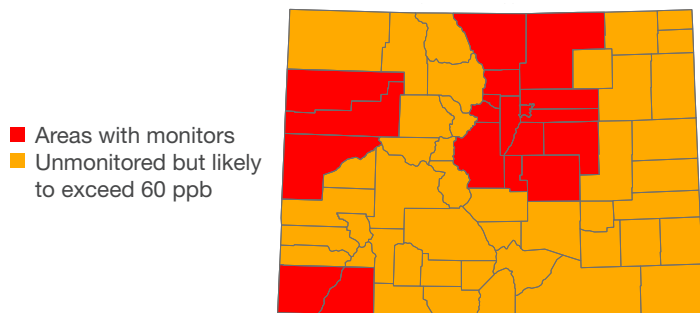 Areas with monitors
Unmonitored but likely
to exceed 60 ppb